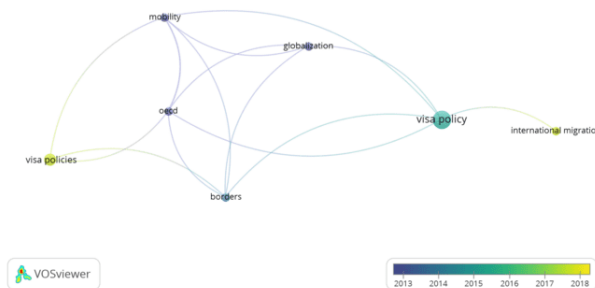 mobility
globalization
oecd
visa policy
international migratio
visa policies
borders
VOSviewer
2013 2014 2015 2016 2017 2018